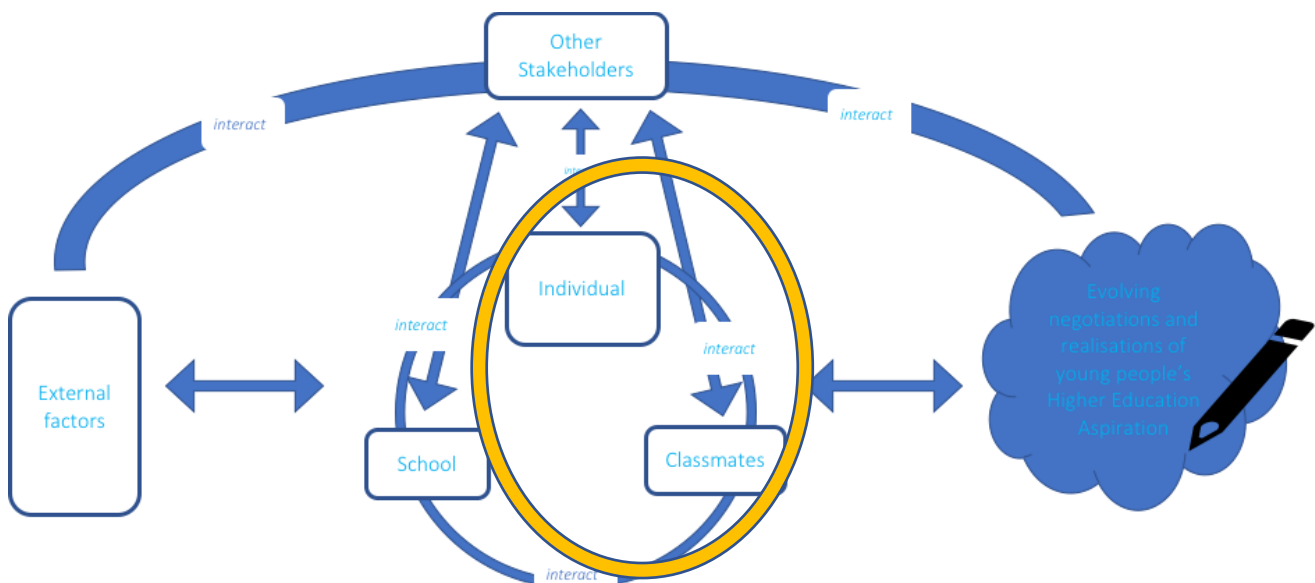 Other
Stakeholders
interact
interact
Individual
interact
interact
External
factors
School
Classmates
Evolving
negotiations and
realisations of
young people's
Higher Education
Aspiration
interact